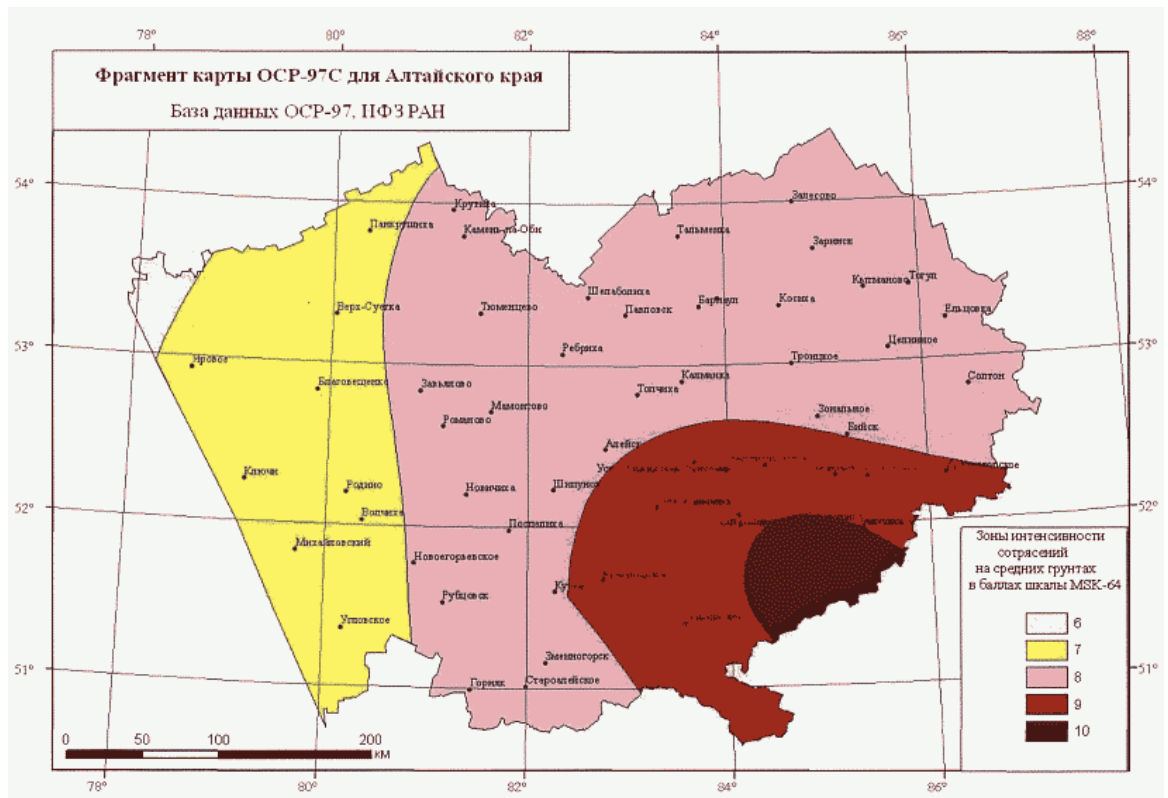 78° 80° 82° 84° 86° 88°
Фрагмент карты ОСР-97С для Алтайского края
База данных ОСР-97, ИФЗ РАН
54° 54°
Залесово
Крутиха
Панкрушиха
Камень-на-Оби
Тальменка
Заринск
Тогул
Кытманово
Шелаболиха
Барнаул
Косиха
Верх-Суетка
Тюменцево
Павловск
Ельцовка
53° 53°
Целинное
Ребриха
Яровое
Троицкое
Благовещенка
Завьялово
Калманка
Солтон
Топчиха
Мамонтово
Романово
Зональное
Бийск
Алейск
Ключи
Родино
Новичиха
Шипуново
52° 52°
Волчиха
Поспелиха
Михайловский
Новоегорьевское
Рубцовск
Угловское
Змеиногорск
51° 51°
Горняк
Староалейское
Зоны интенсивности
сотрясений
на средних грунтах
в баллах шкалы MSK-64
6
7
8
9
10
0 50 100 200
км
78° 80° 82° 84° 86°